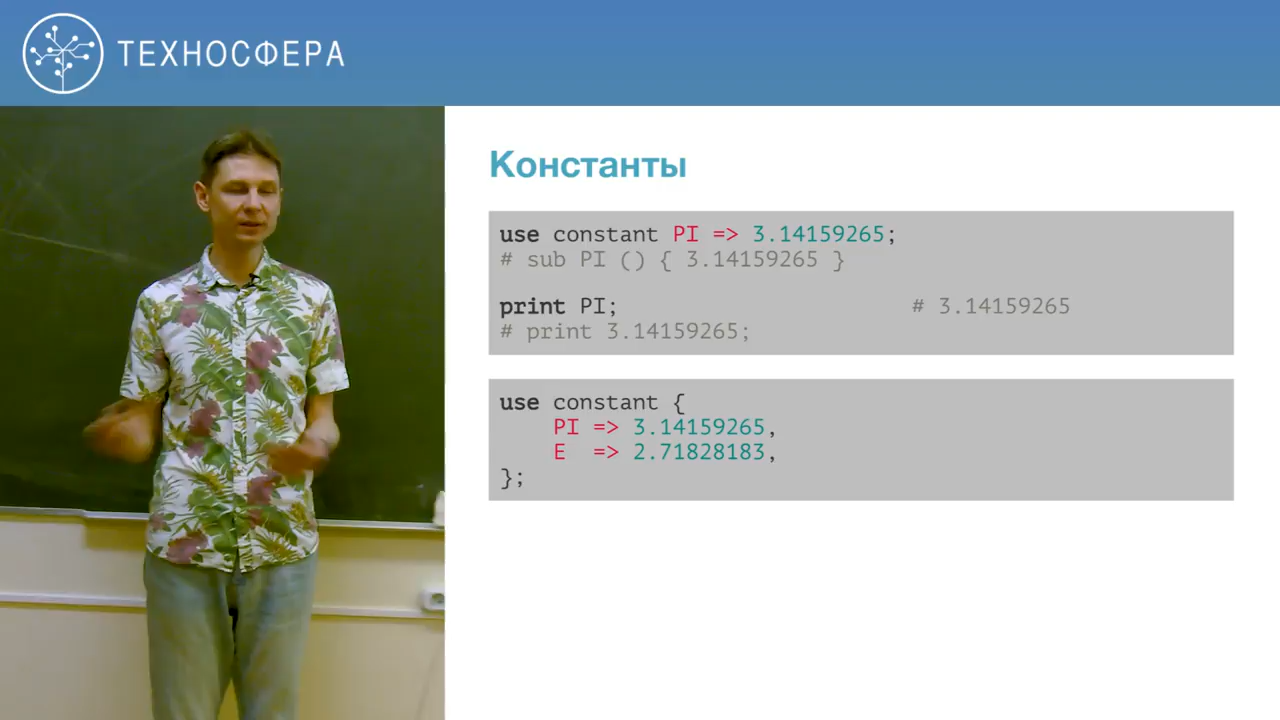 ТЕХНОСФЕРА
Константы
use constant PI => 3.14159265;
# sub PI () { 3.14159265 }
print PI; # 3.14159265
# print 3.14159265;
use constant {
PI => 3.14159265,
E => 2.71828183,
};